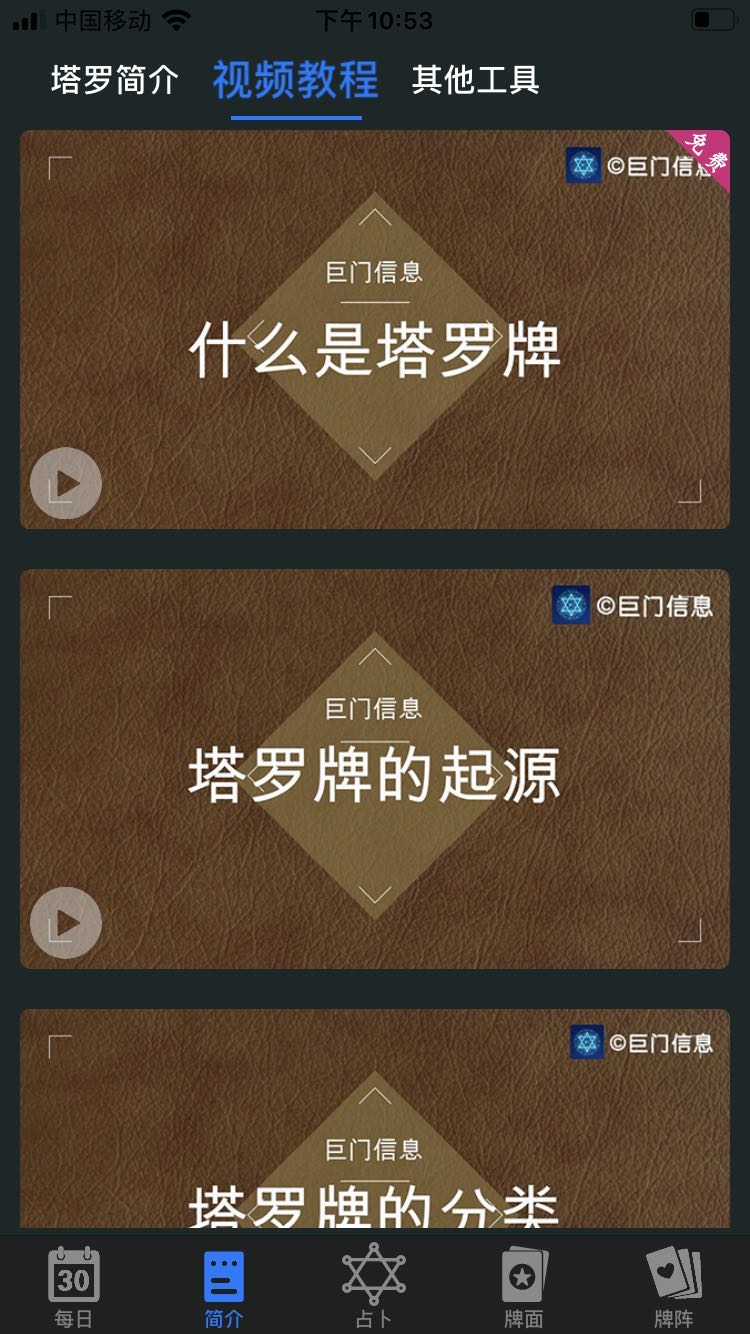 中国移动
下午10:53
塔罗简介
视频教程
其他工具
免费
©巨门信息
巨门信息
什么是塔罗牌
©巨门信息
巨门信息
塔罗牌的起源
©巨门信息
巨门信息
塔罗牌的分类
30
每日
简介
占卜
牌面
牌阵